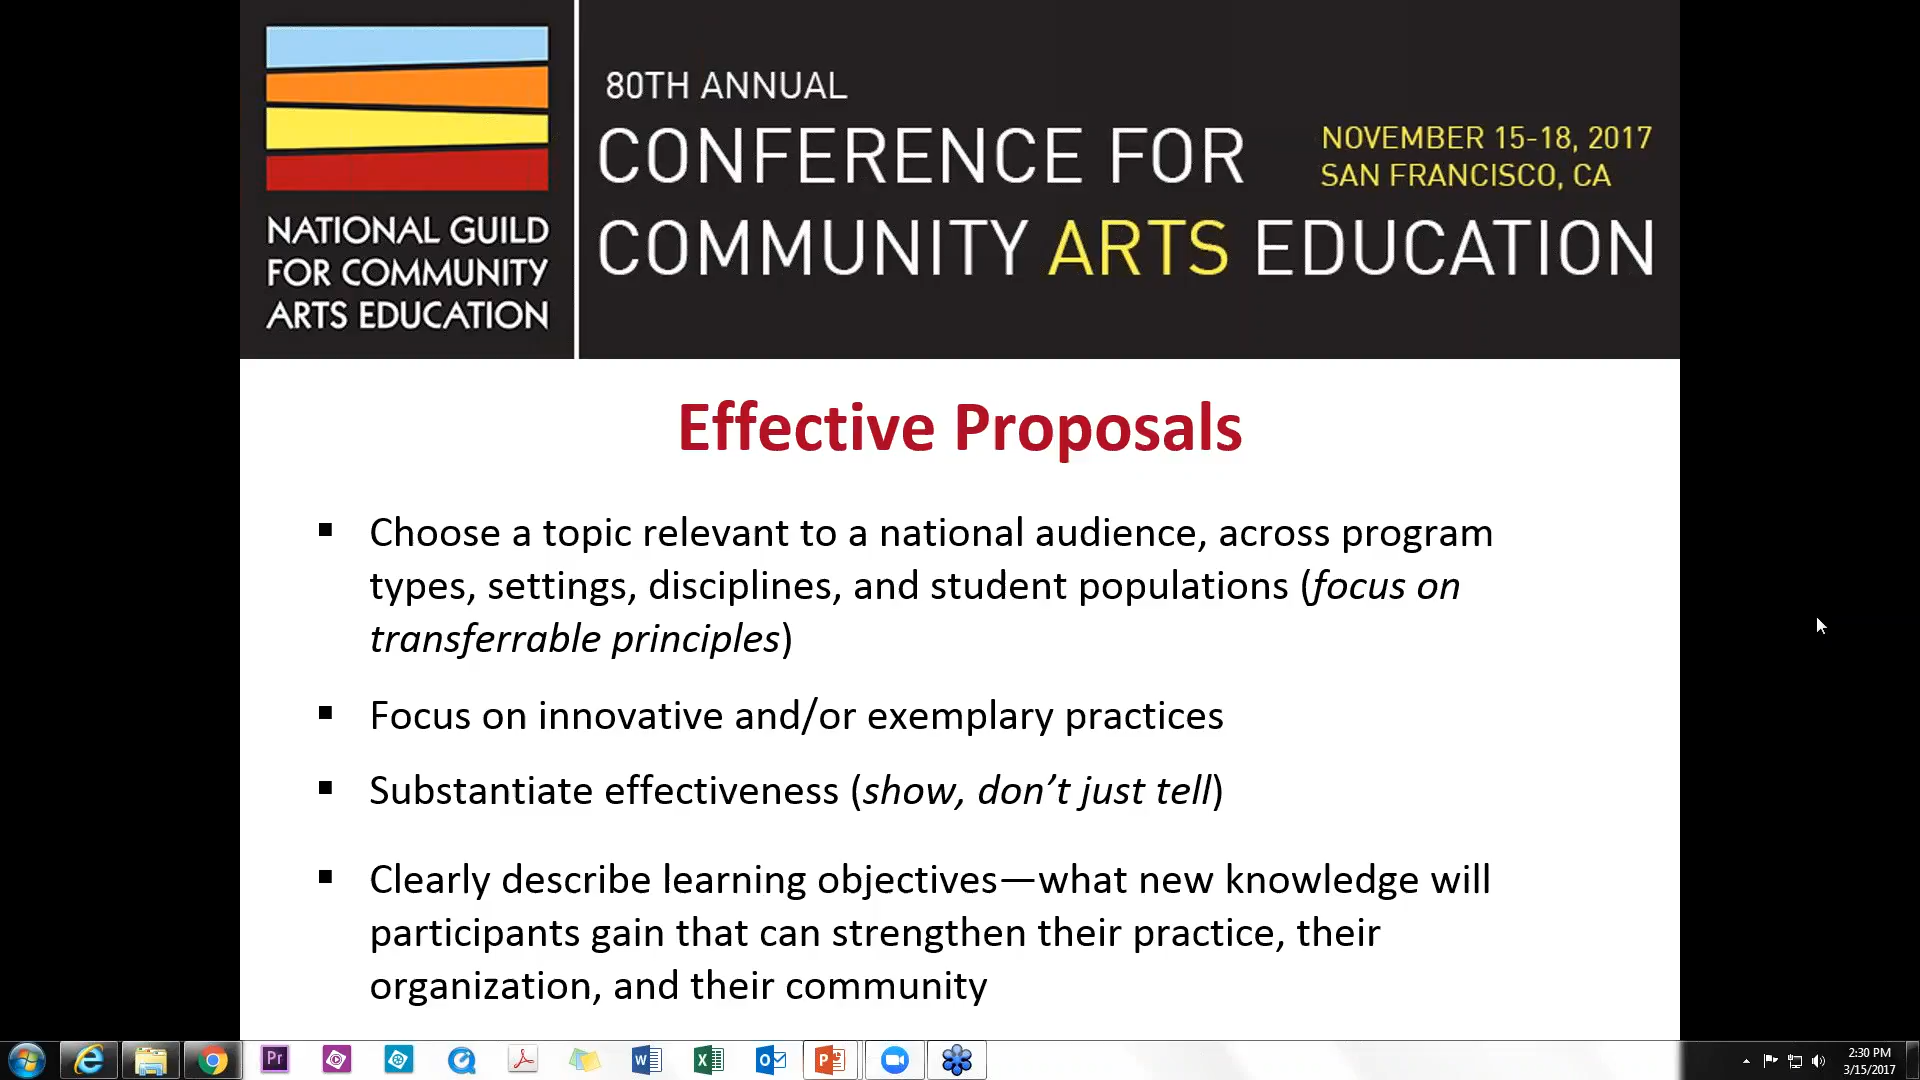 80TH ANNUAL
CONFERENCE FOR
COMMUNITY ARTS EDUCATION
NOVEMBER 15-18, 2017
SAN FRANCISCO, CA
NATIONAL GUILD
FOR COMMUNITY
ARTS EDUCATION
Effective Proposals
▪ Choose a topic relevant to a national audience, across program
types, settings, disciplines, and student populations (focus on
transferrable principles)
▪ Focus on innovative and/or exemplary practices
▪ Substantiate effectiveness (show, don’t just tell)
▪ Clearly describe learning objectives—what new knowledge will
participants gain that can strengthen their practice, their
organization, and their community
Pr
2:30 PM
3/15/2017